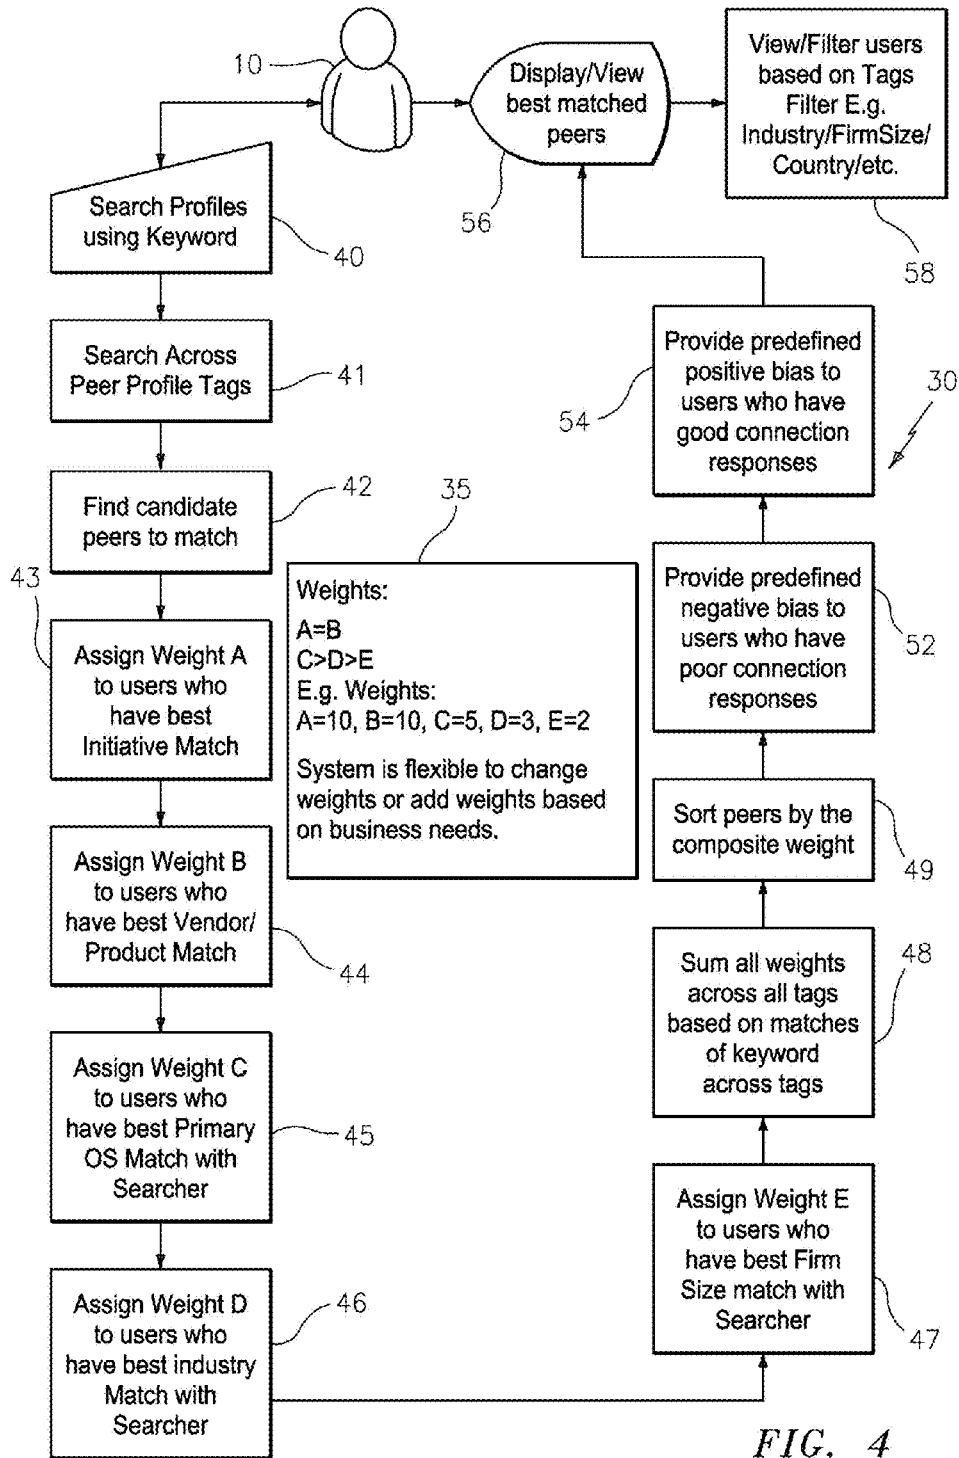 10
Display/View
best matched
peers
56
View/Filter users
based on Tags
Filter E.g.
Industry/FirmSize/
Country/etc.
58
Search Profiles
using Keyword
40
Search Across
Peer Profile Tags
41
Find candidate
peers to match
42
43
Assign Weight A
to users who
have best
Initiative Match
Assign Weight B
to users who
have best Vendor/
Product Match
44
Assign Weight C
to users who
have best Primary
OS Match with
Searcher
45
Assign Weight D
to users who
have best industry
Match with
Searcher
46
35
Weights:
A=B
C>D>E
E.g. Weights:
A=10, B=10, C=5, D=3, E=2
System is flexible to change
weights or add weights based
on business needs.
Provide predefined
positive bias to
users who have
good connection
responses
54
30
Provide predefined
negative bias to
users who have
poor connection
responses
52
Sort peers by the
composite weight
49
Sum all weights
across all tags
based on matches
of keyword
across tags
48
Assign Weight E
to users who
have best Firm
Size match with
Searcher
47
FIG. 4